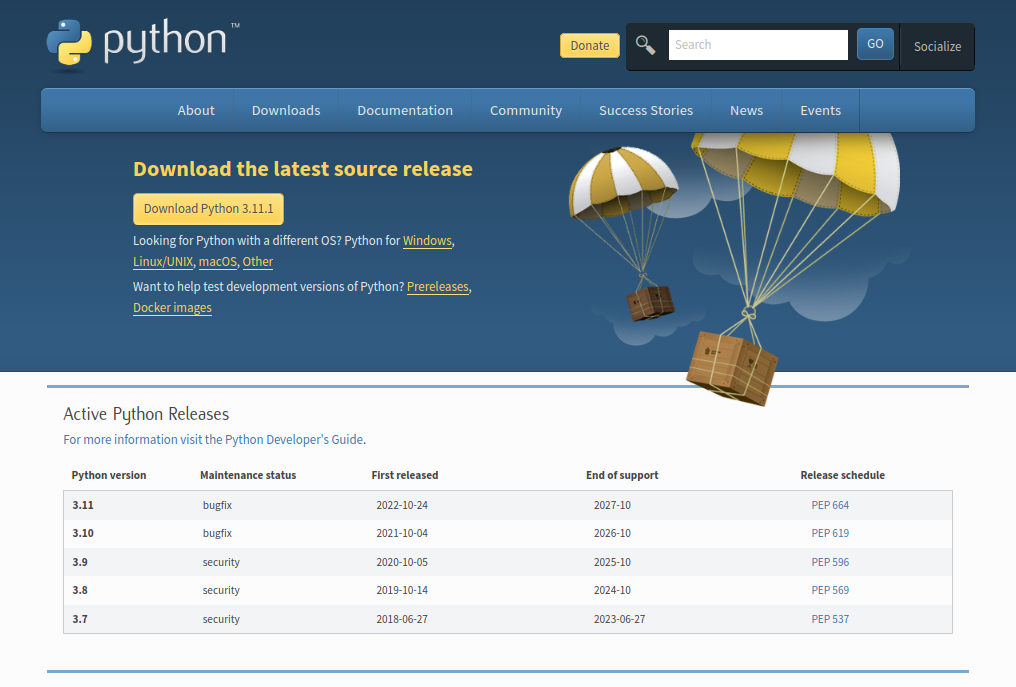 python™
Donate
Search
GO
Socialize
About Downloads Documentation Community Success Stories News Events
Download the latest source release
Download Python 3.11.1
Looking for Python with a different OS? Python for Windows,
Linux/UNIX, macOS, Other
Want to help test development versions of Python? Prereleases,
Docker images
Active Python Releases
For more information visit the Python Developer's Guide.
Python version Maintenance status First released End of support Release schedule
3.11 bugfix 2022-10-24 2027-10 PEP 664
3.10 bugfix 2021-10-04 2026-10 PEP 619
3.9 security 2020-10-05 2025-10 PEP 596
3.8 security 2019-10-14 2024-10 PEP 569
3.7 security 2018-06-27 2023-06-27 PEP 537